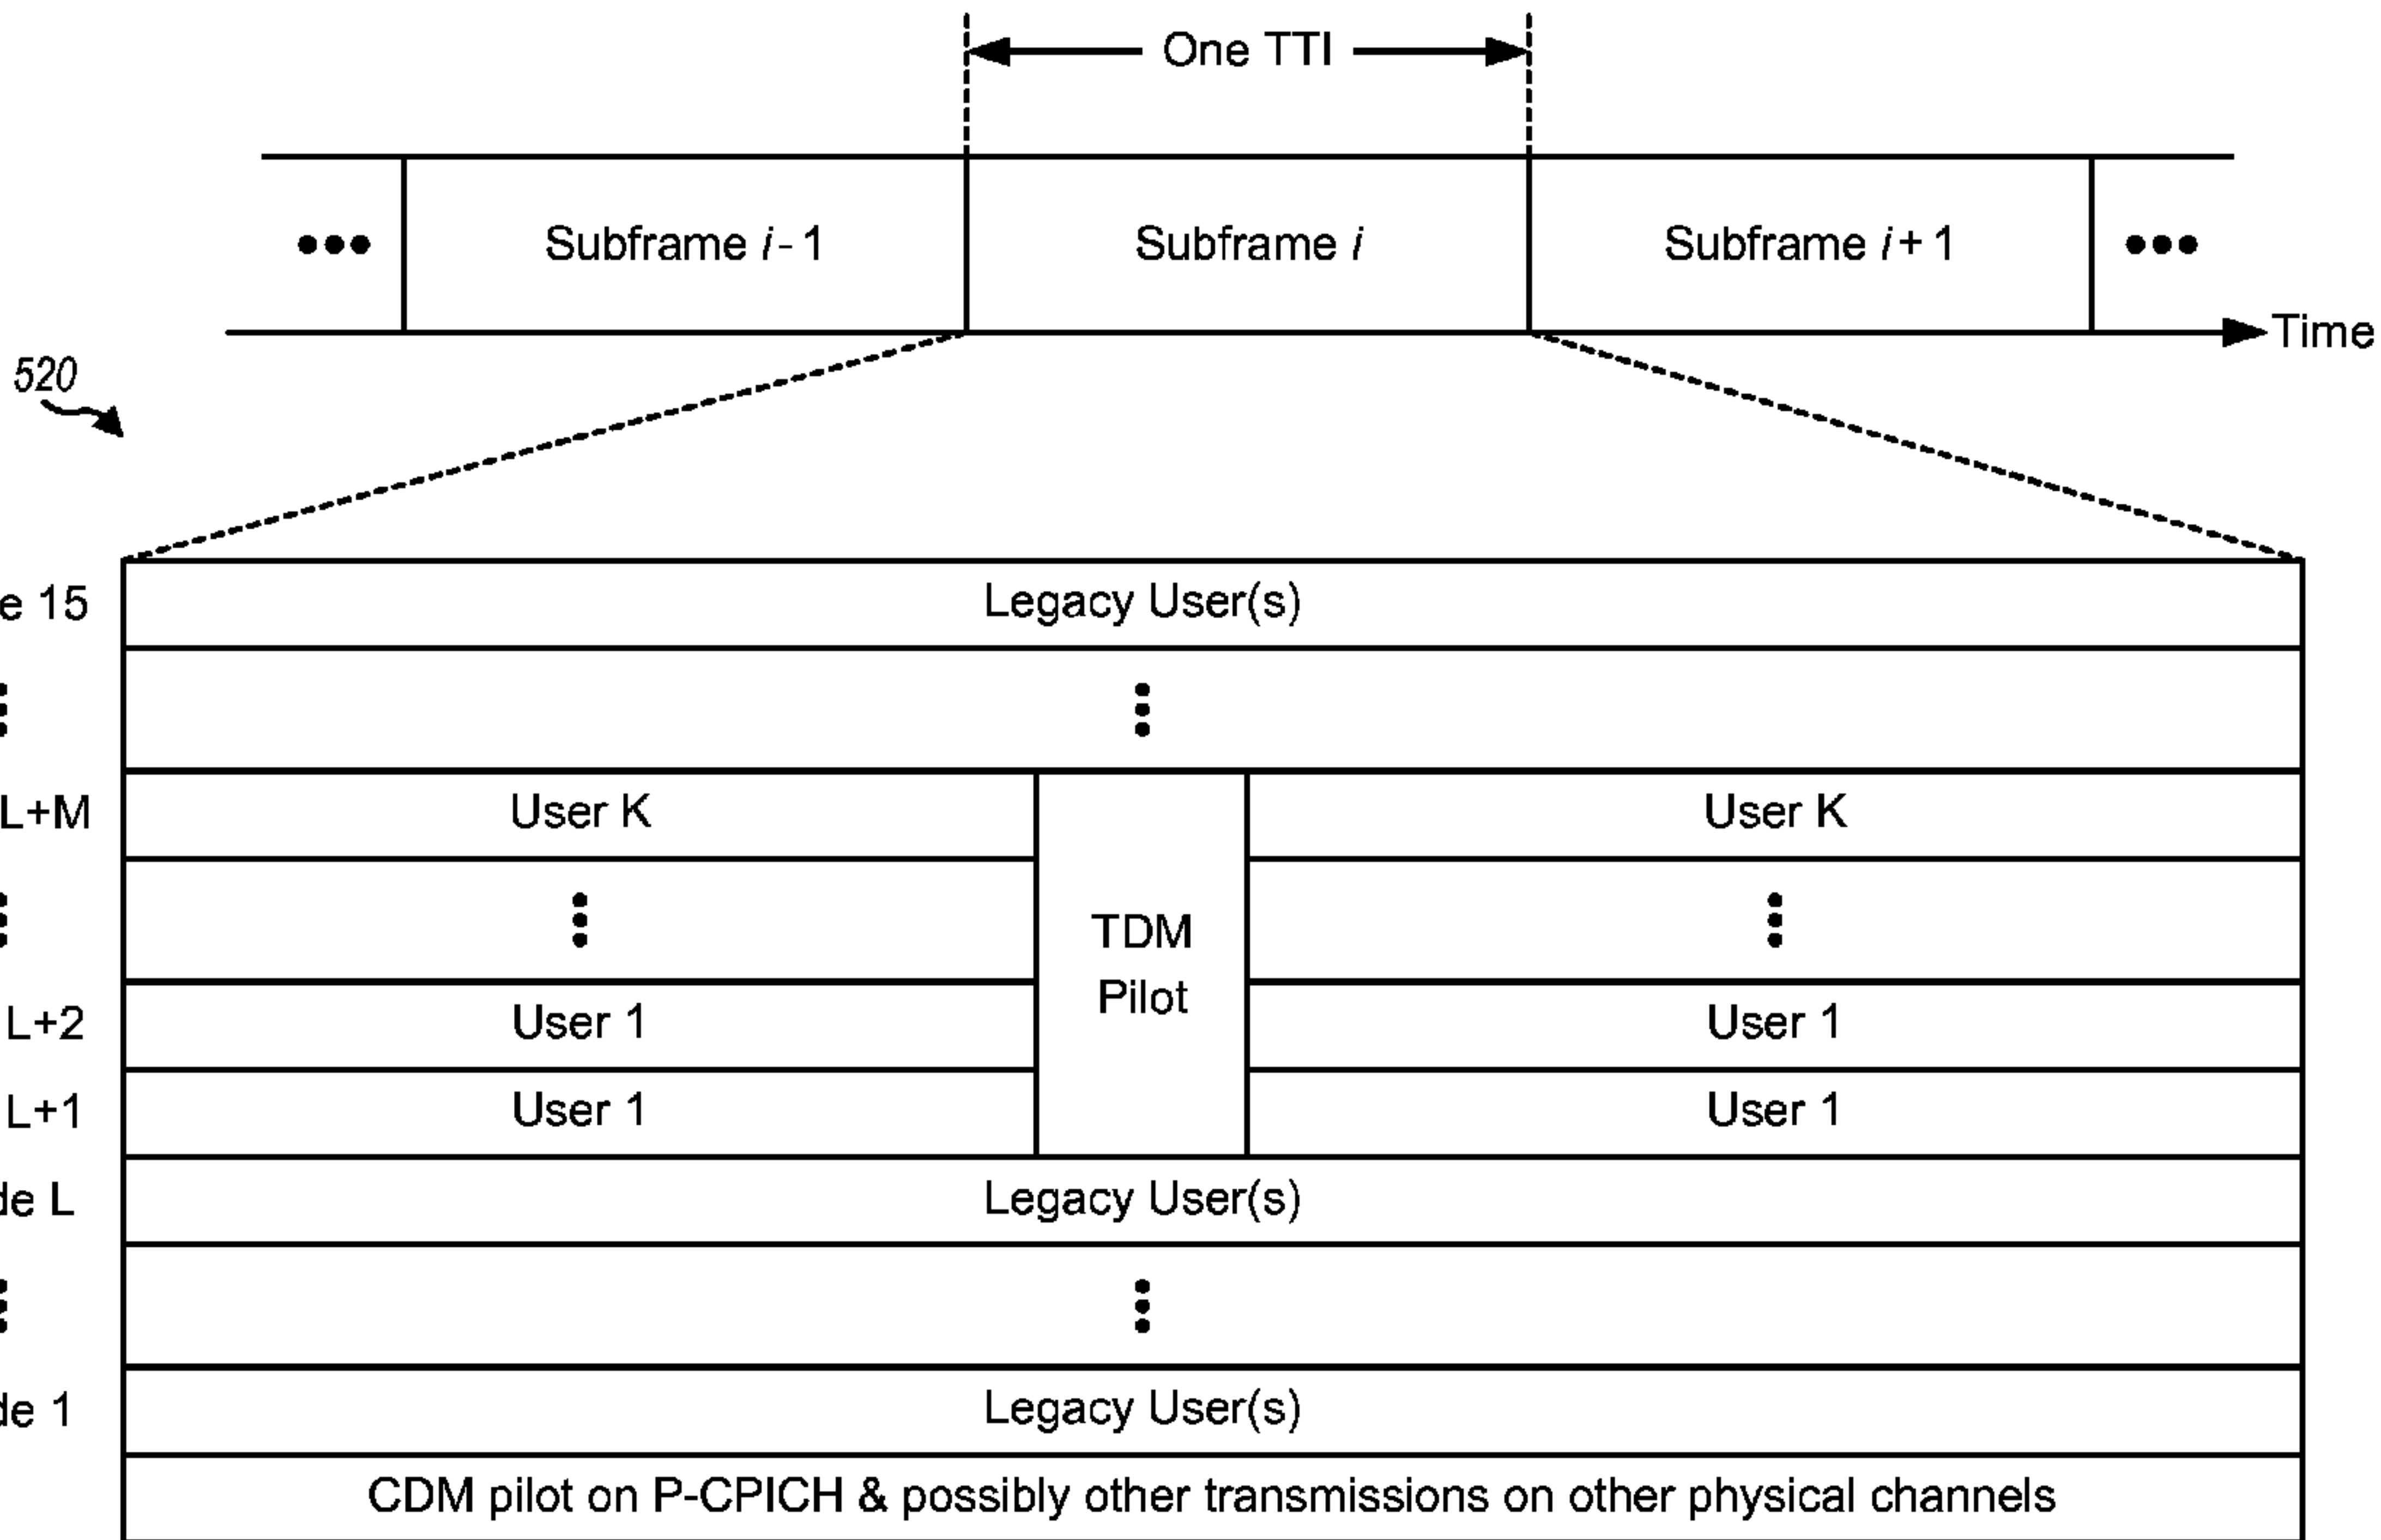 One TTI
Subframe i - 1
Subframe i
Subframe i + 1
Time
520
e 15 Legacy User(s)
L+M User K User K
TDM
Pilot
L+2 User 1 User 1
L+1 User 1 User 1
de L Legacy User(s)
de 1 Legacy User(s)
CDM pilot on P-CPICH & possibly other transmissions on other physical channels